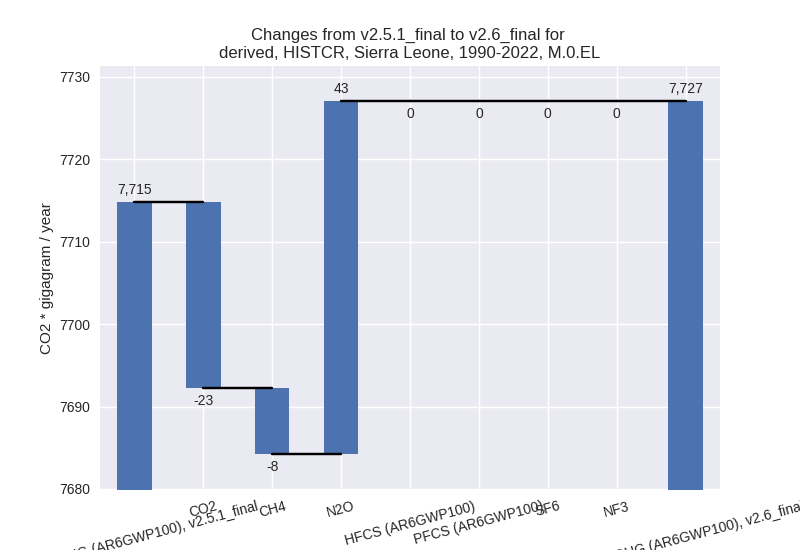 Changes from v2.5.1_final to v2.6_final for
derived, HISTCR, Sierra Leone, 1990-2022, M.0.EL
CO2 * gigagram / year
7730
7720
7710
7700
7690
7680
7,715
-23
-8
43
0
0
0
0
7,727
(AR6GWP100), v2.5.1_final
CO2
CH4
N2O
HFCS (AR6GWP100)
PFCS (AR6GWP100)
SF6
NF3
(AR6GWP100), v2.6_final